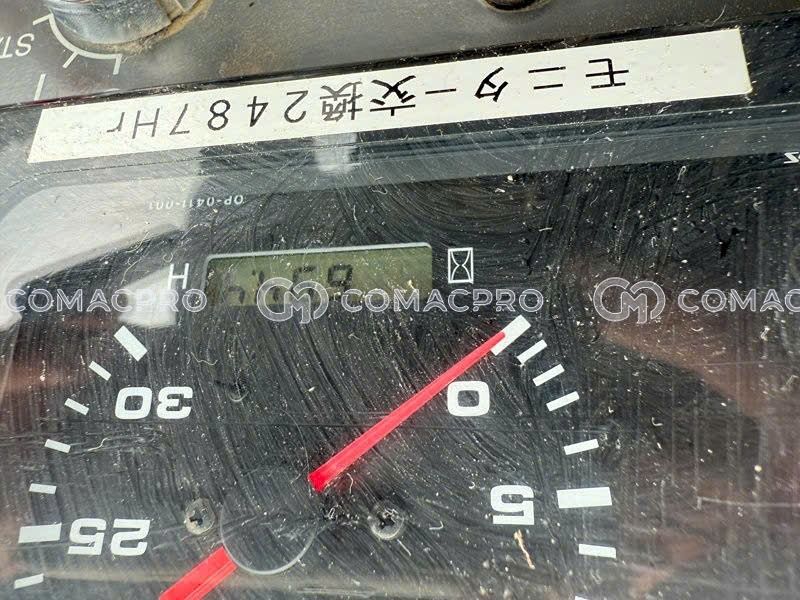 5 25
0 30
COMACPRO COMACPRO COMACPRO
H
OP-0411-001
モニター交換2487Hr